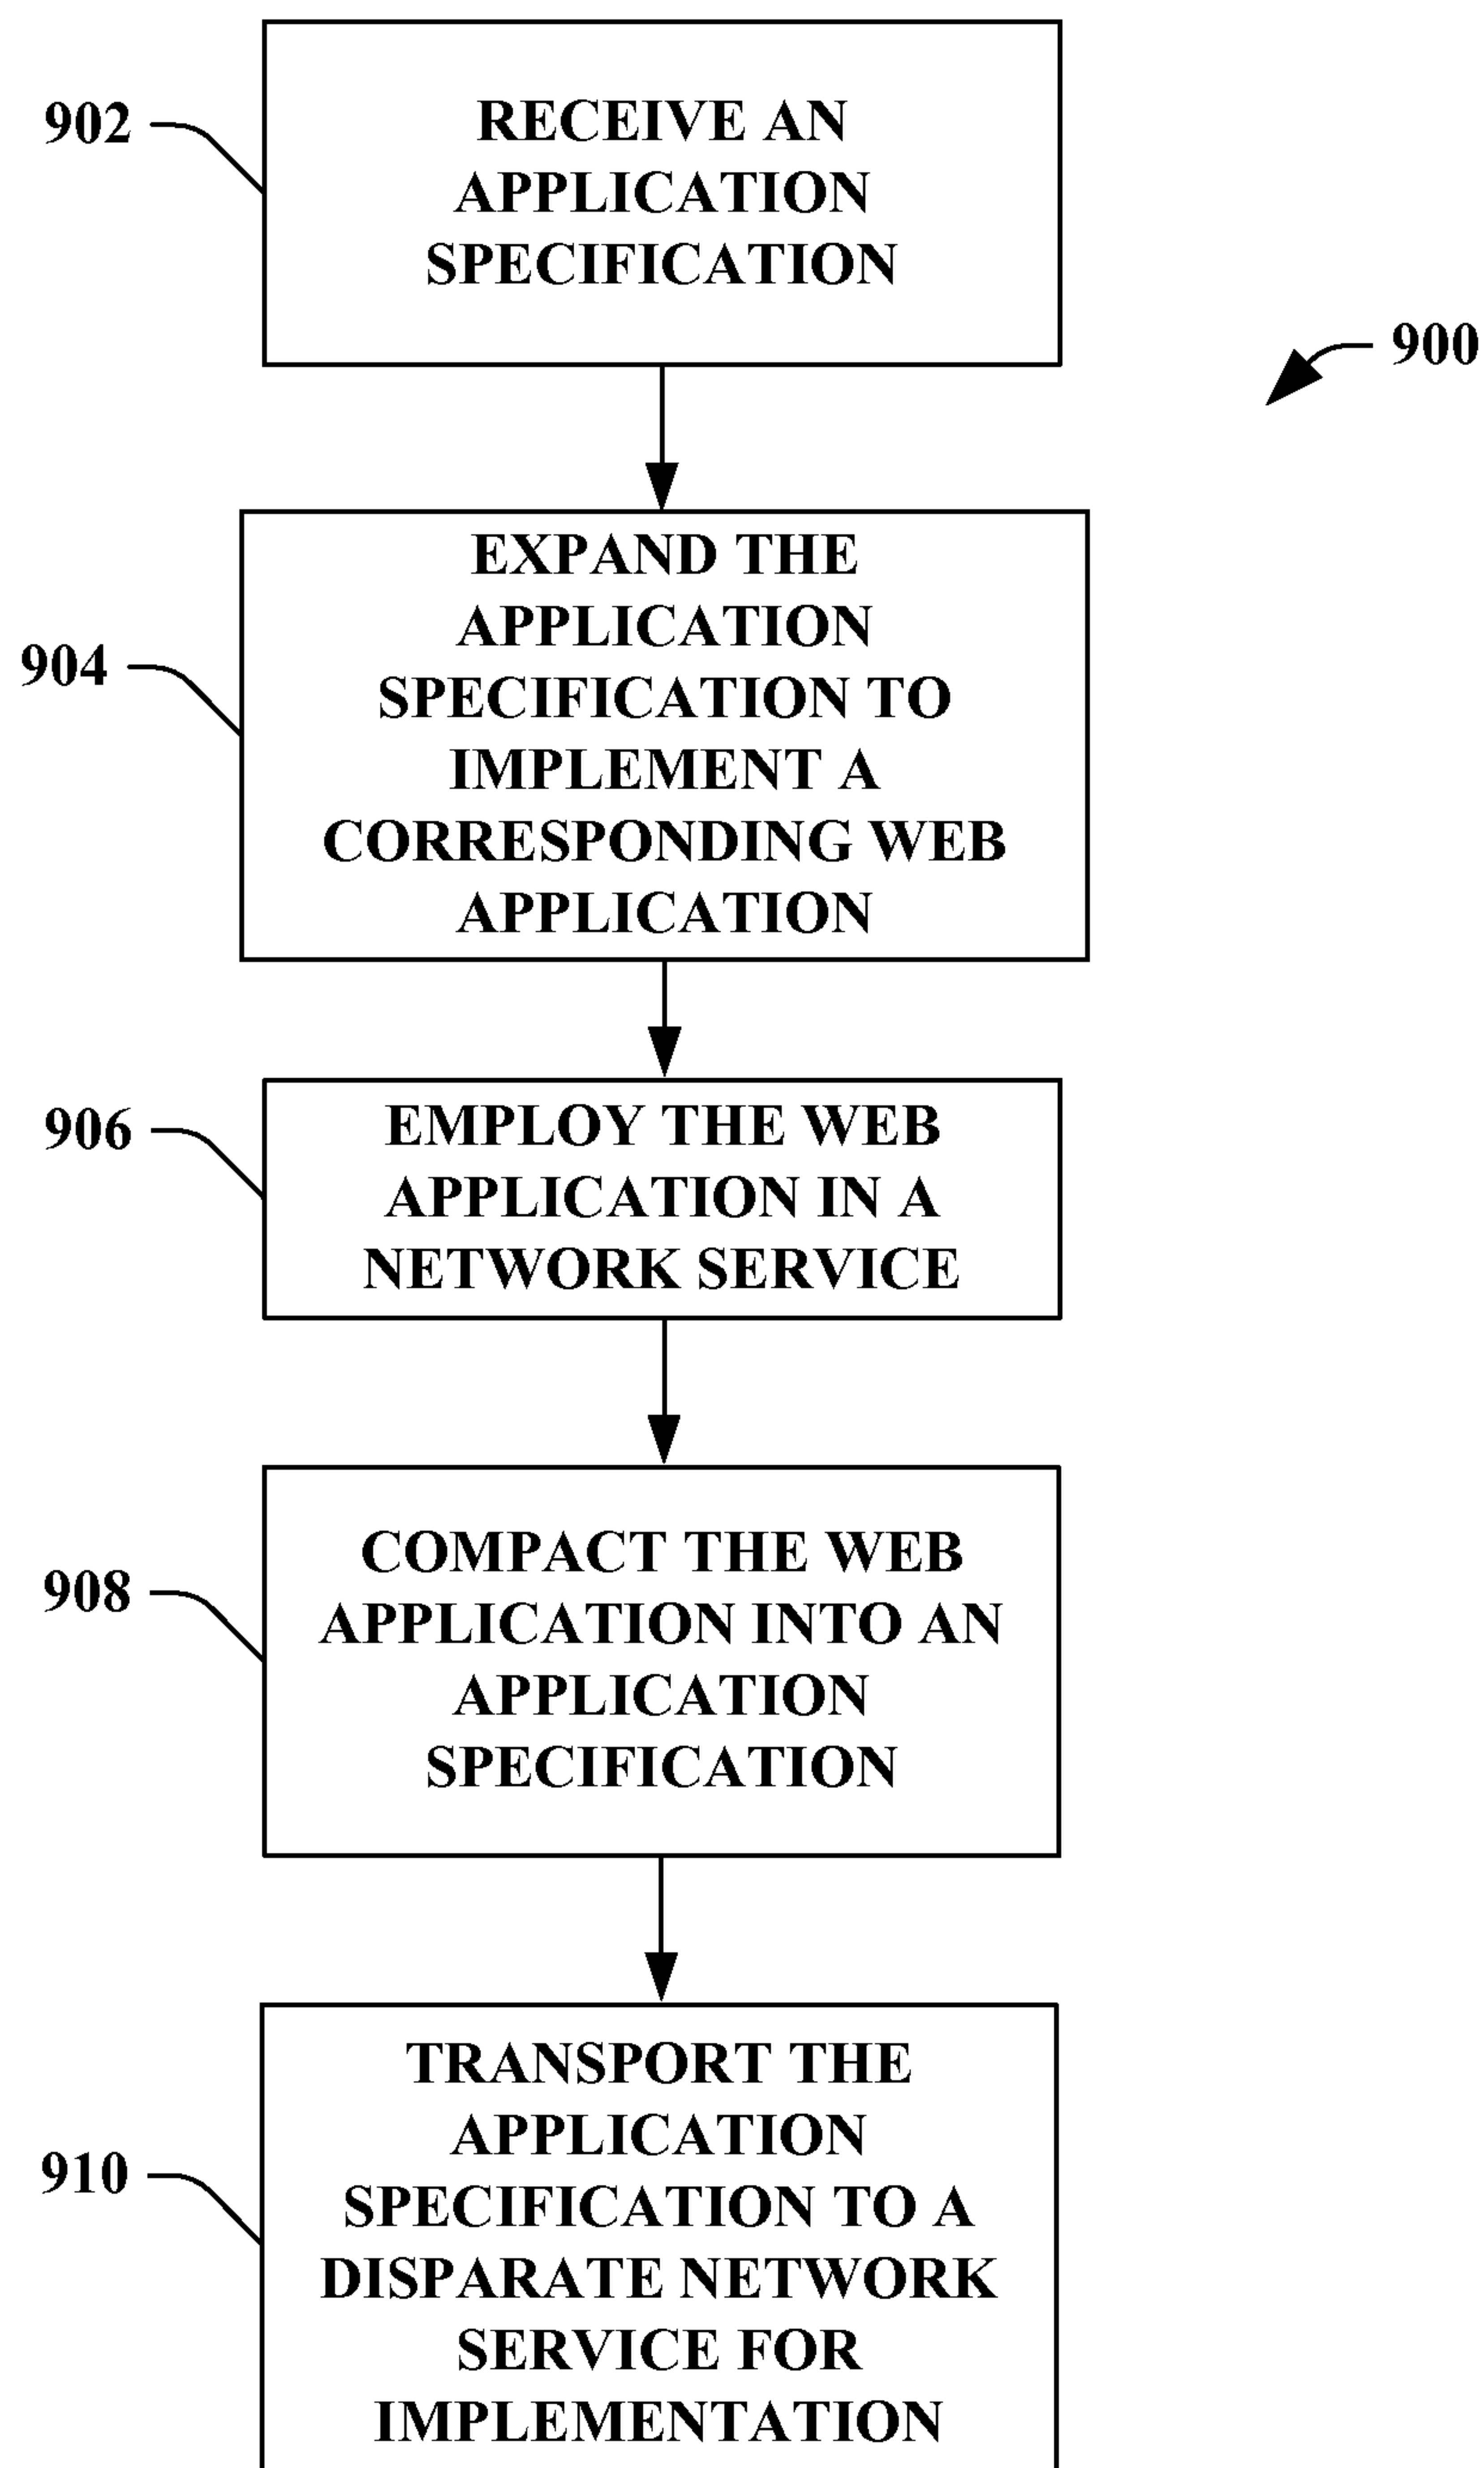 902
RECEIVE AN
APPLICATION
SPECIFICATION
900
904
EXPAND THE
APPLICATION
SPECIFICATION TO
IMPLEMENT A
CORRESPONDING WEB
APPLICATION
906
EMPLOY THE WEB
APPLICATION IN A
NETWORK SERVICE
908
COMPACT THE WEB
APPLICATION INTO AN
APPLICATION
SPECIFICATION
910
TRANSPORT THE
APPLICATION
SPECIFICATION TO A
DISPARATE NETWORK
SERVICE FOR
IMPLEMENTATION